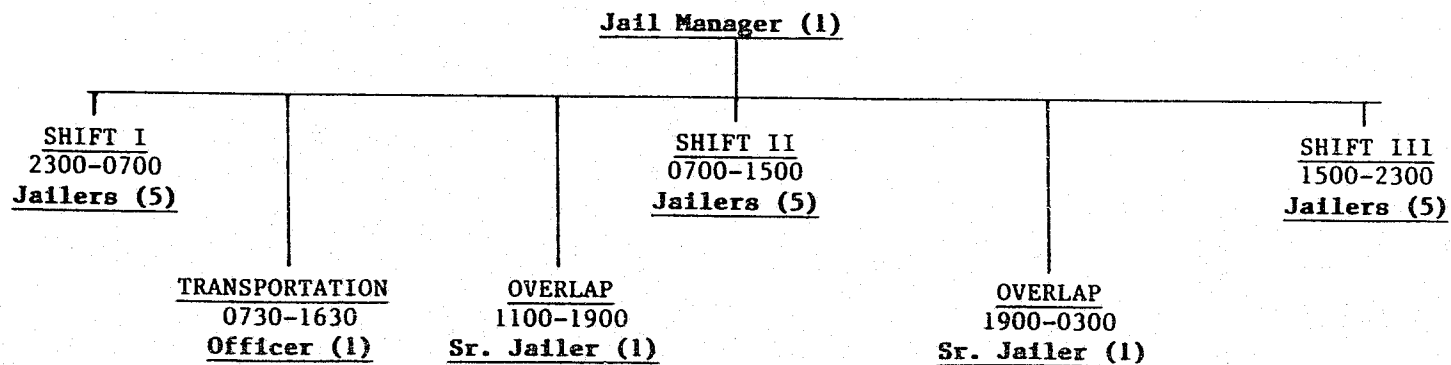 Jail Manager (1)
SHIFT I
2300-0700
Jailers (5)
SHIFT II
0700-1500
Jailers (5)
SHIFT III
1500-2300
Jailers (5)
TRANSPORTATION
0730-1630
Officer (1)
OVERLAP
1100-1900
Sr. Jailer (1)
OVERLAP
1900-0300
Sr. Jailer (1)